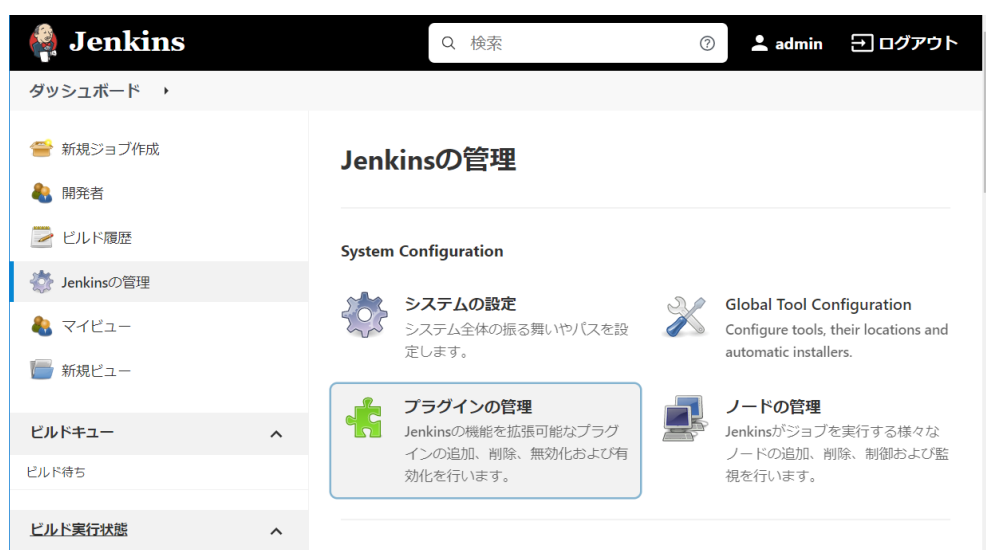 Jenkins
検索
admin
ログアウト
ダッシュボード
新規ジョブ作成
開発者
ビルド履歴
Jenkinsの管理
マイビュー
新規ビュー
ビルドキュー
ビルド待ち
ビルド実行状態
Jenkinsの管理
System Configuration
システムの設定
システム全体の振る舞いやパスを設
定します。
Global Tool Configuration
Configure tools, their locations and
automatic installers.
プラグインの管理
Jenkinsの機能を拡張可能なプラグ
インの追加、削除、無効化および有
効化を行います。
ノードの管理
Jenkinsがジョブを実行する様々な
ノードの追加、削除、制御および監
視を行います。